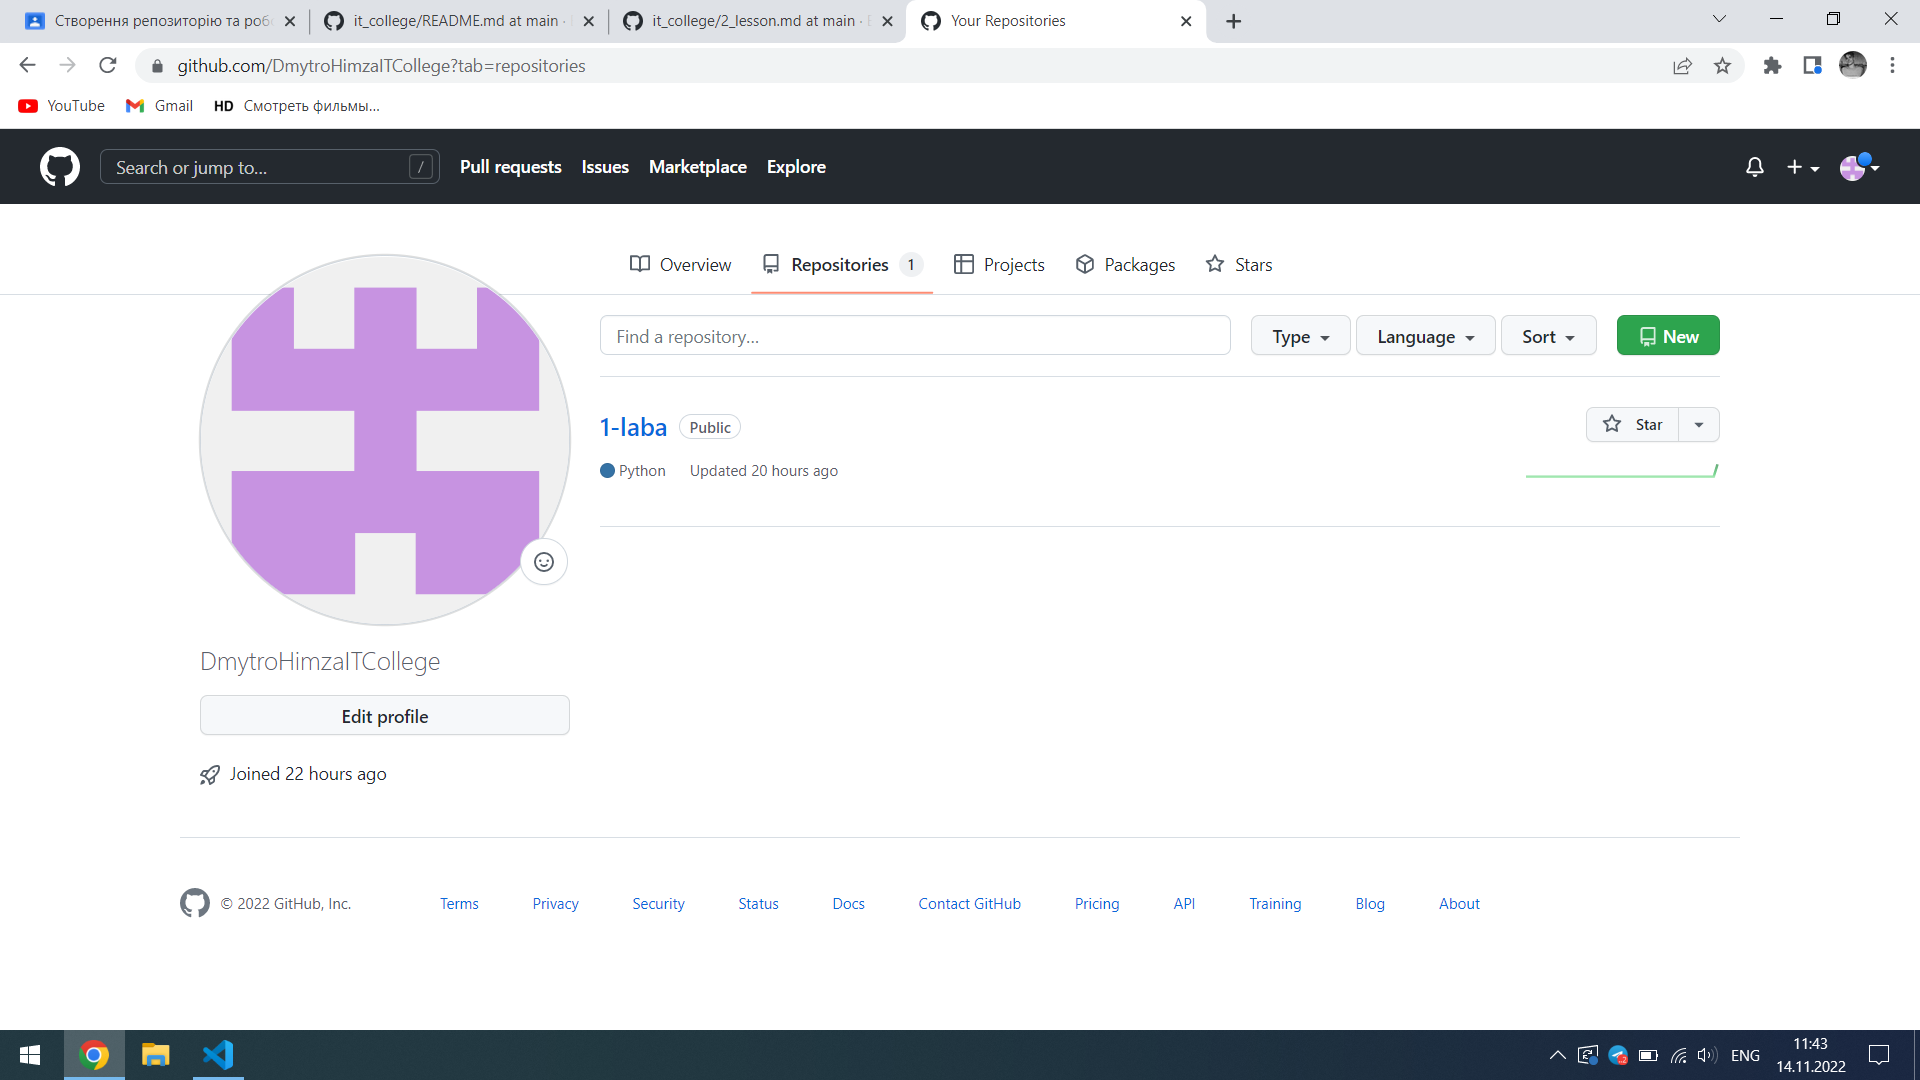 Створення репозиторію та роб
it_college/README.md at main ·
it_college/2_lesson.md at main ·
Your Repositories
github.com/DmytroHimzaITCollege?tab=repositories
YouTube
Gmail
HD Смотреть фильмы...
Search or jump to... /
Pull requests
Issues
Marketplace
Explore
Overview
Repositories 1
Projects
Packages
Stars
Find a repository...
Type
Language
Sort
New
1-laba Public
Star
Python Updated 20 hours ago
DmytroHimzaITCollege
Edit profile
Joined 22 hours ago
© 2022 GitHub, Inc.
Terms
Privacy
Security
Status
Docs
Contact GitHub
Pricing
API
Training
Blog
About
ENG
11:43
14.11.2022